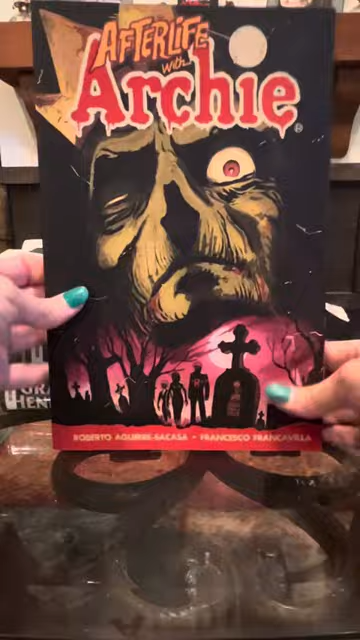 AFTERLIFE
with
Archie
®
ROBERTO AGUIRRE-SACASA • FRANCESCO FRANCAVILLA